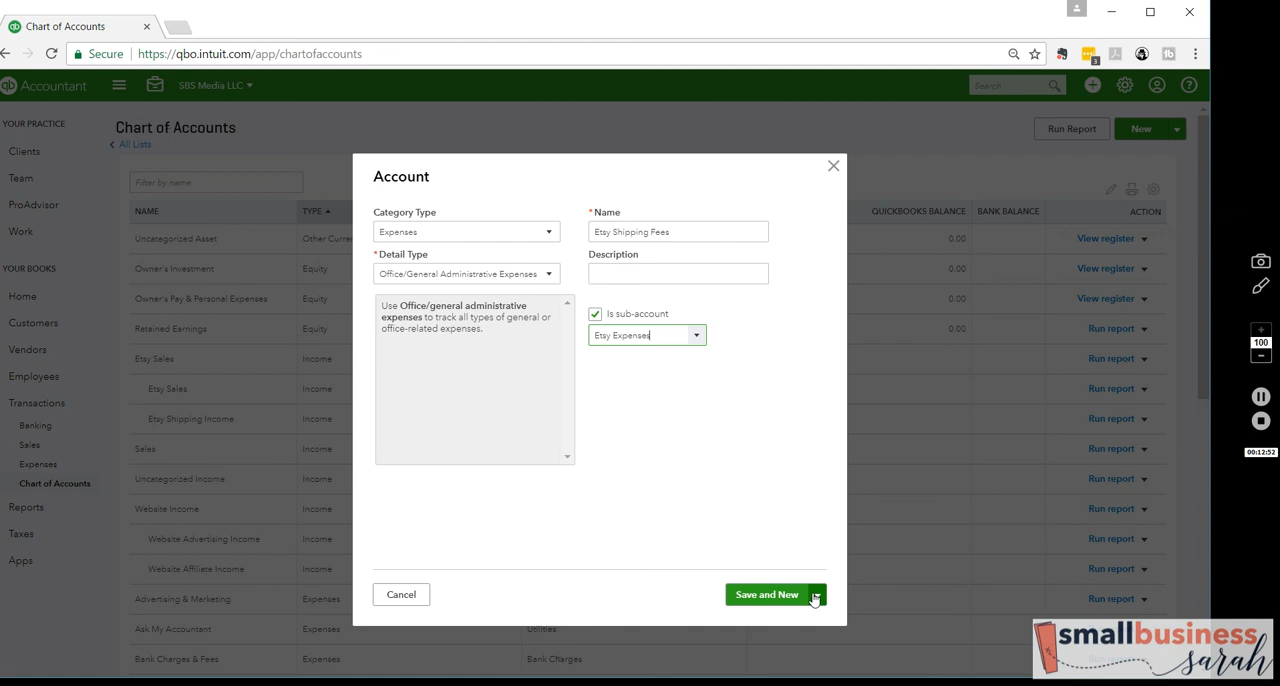 Chart of Accounts
Secure
https://qbo.intuit.com/app/chartofaccounts
3
qb Accountant
SBS Media LLC
Search
YOUR PRACTICE
Clients
Team
ProAdvisor
Work
YOUR BOOKS
Home
Customers
Vendors
Employees
Transactions
Banking
Sales
Expenses
Chart of Accounts
Reports
Taxes
Apps
Chart of Accounts
All Lists
Run Report
New
Filter by name
NAME TYPE QUICKBOOKS BALANCE BANK BALANCE ACTION
Uncategorized Asset Other Curre 0.00 View register
Owner's Investment Equity 0.00 View register
Owner's Pay & Personal Expenses Equity 0.00 View register
Retained Earnings Equity 0.00 Run report
Etsy Sales Income Run report
Etsy Sales Income Run report
Etsy Shipping Income Income Run report
Sales Income Run report
Uncategorized Income Income Run report
Website Income Income Run report
Website Advertising Income Income Run report
Website Affiliate Income Income Run report
Advertising & Marketing Expenses Run report
Ask My Accountant Expenses Utilities
Bank Charges & Fees Expenses Bank Charges
Account
Category Type
Expenses
* Name
Etsy Shipping Fees
* Detail Type
Office/General Administrative Expenses
Description
Use Office/general administrative
expenses to track all types of general or
office-related expenses.
Is sub-account
Etsy Expenses
Cancel
Save and New
100
00:12:52
smallbusiness
sarah